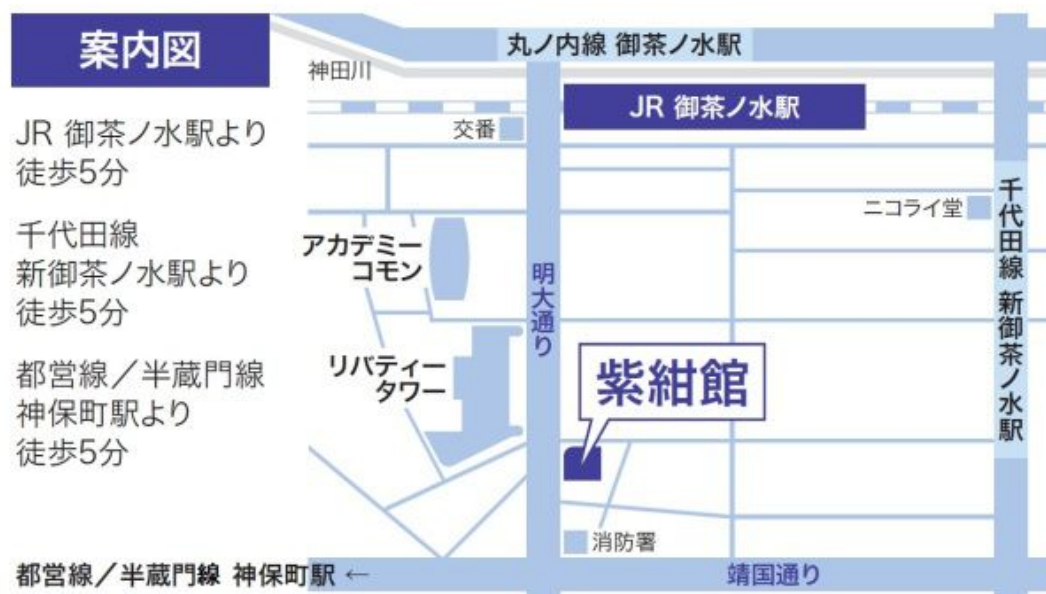 案内図
JR 御茶ノ水駅より
徒歩5分
千代田線
新御茶ノ水駅より
徒歩5分
都営線／半蔵門線
神保町駅より
徒歩5分
丸ノ内線 御茶ノ水駅
神田川
JR 御茶ノ水駅
交番
ニコライ堂
千代田線 新御茶ノ水駅
アカデミー
コモン
明大通り
リバティー
タワー
紫紺館
消防署
都営線／半蔵門線 神保町駅 ←
靖国通り